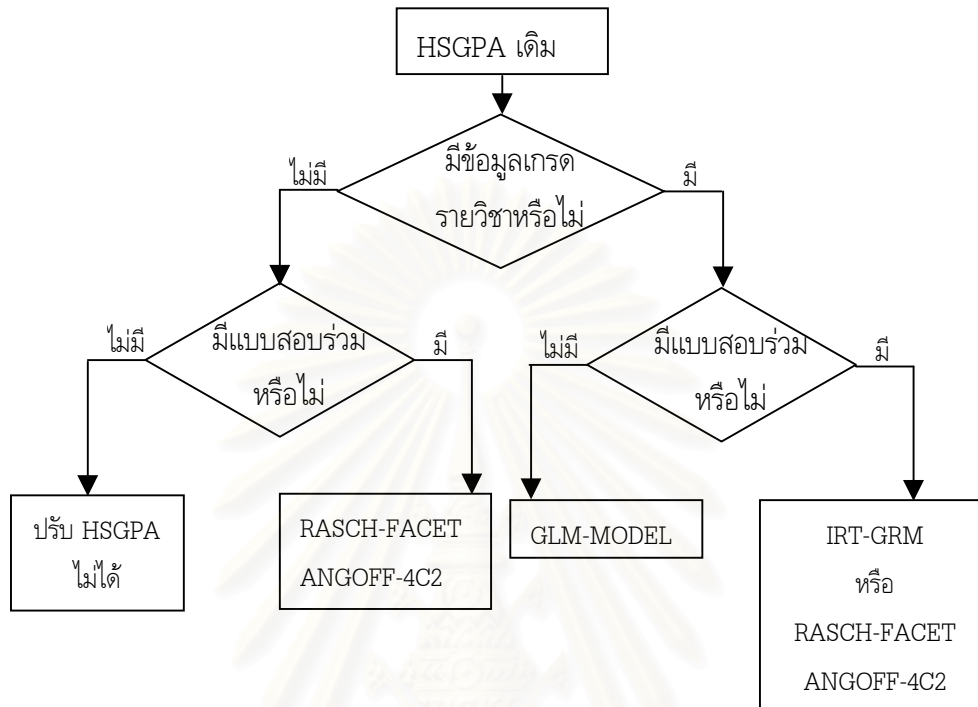 HSGPA เดิม
มีข้อมูลเกรด
รายวิชาหรือไม่
ไม่มี
มี
มีแบบสอบร่วม
หรือไม่
ไม่มี
มี
มีแบบสอบร่วม
หรือไม่
ไม่มี
มี
ปรับ HSGPA
ไม่ได้
RASCH-FACET
ANGOFF-4C2
GLM-MODEL
IRT-GRM
หรือ
RASCH-FACET
ANGOFF-4C2